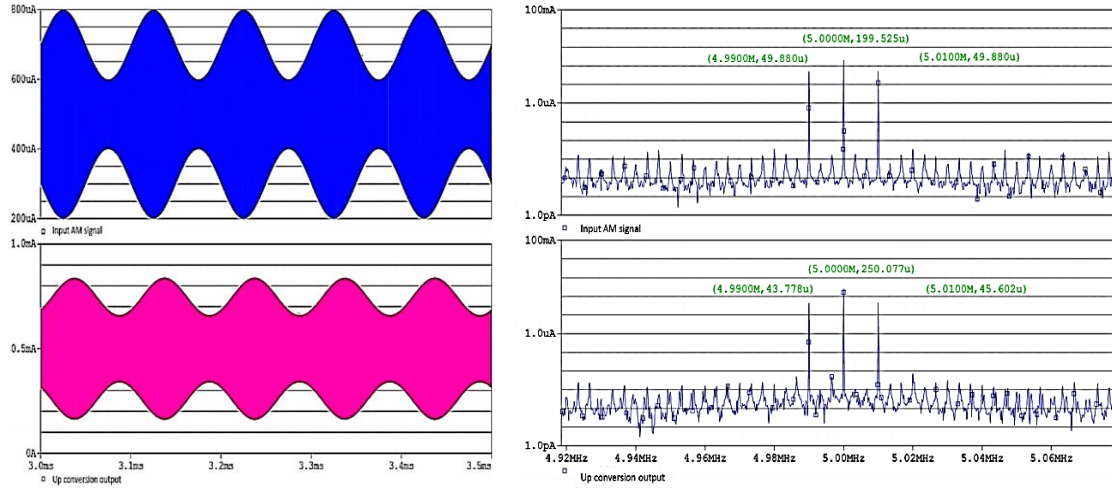 800uA
600uA
400uA
200uA
Input AM signal
1.0mA
0.5mA
0A
3.0ms 3.1ms 3.2ms 3.3ms 3.4ms 3.5ms
Up conversion output
100mA
(5.0000M,199.525u)
(4.9900M,49.880u) (5.0100M,49.880u)
1.0uA
1.0pA
Input AM signal
100mA
(5.0000M,250.077u)
(4.9900M,43.778u) (5.0100M,45.602u)
1.0uA
1.0pA
4.92MHz 4.94MHz 4.96MHz 4.98MHz 5.00MHz 5.02MHz 5.04MHz 5.06MHz
Up conversion output